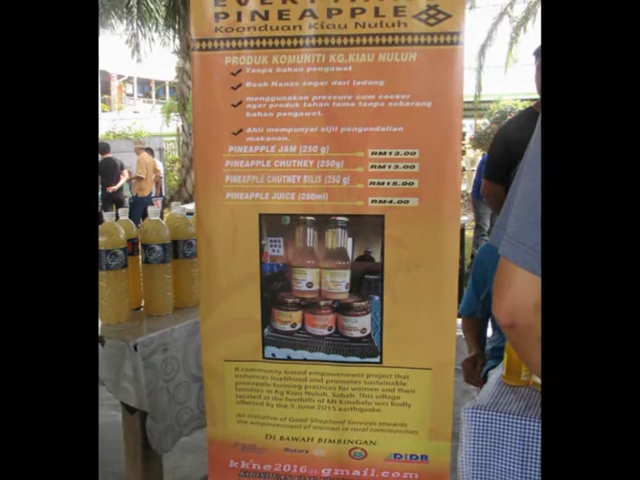 EVERYTHING
PINEAPPLE
Koonduan Kiau Nuluh
PRODUK KOMUNITI KG.KIAU NULUH
Tanpa bahan pengawet
Buah Nanas segar dari ladang
menggunakan pressure cum cooker
agar produk tahan lama tanpa sebarang
bahan pengawet.
Ahli mempunyai sijil pengendalian
makanan.
PINEAPPLE JAM (250 g) RM13.00
PINEAPPLE CHUTNEY (250g) RM13.00
PINEAPPLE CHUTNEY BILIS (250 g) RM15.00
PINEAPPLE JUICE (280ml) RM4.00
A community-based empowerment project that
enhances livelihood and promotes sustainable
pineapple farming practices for women and their
families in Kg Kiau Nuluh, Sabah. This village
located at the foothills of Mt Kinabalu was badly
affected by the 5 June 2015 earthquake.
An initiative of Good Shepherd Services towards
the empowerment of women in rural communities.
DI BAWAH BIMBINGAN:
Rotary
DIDR
kkne2016@gmail.com